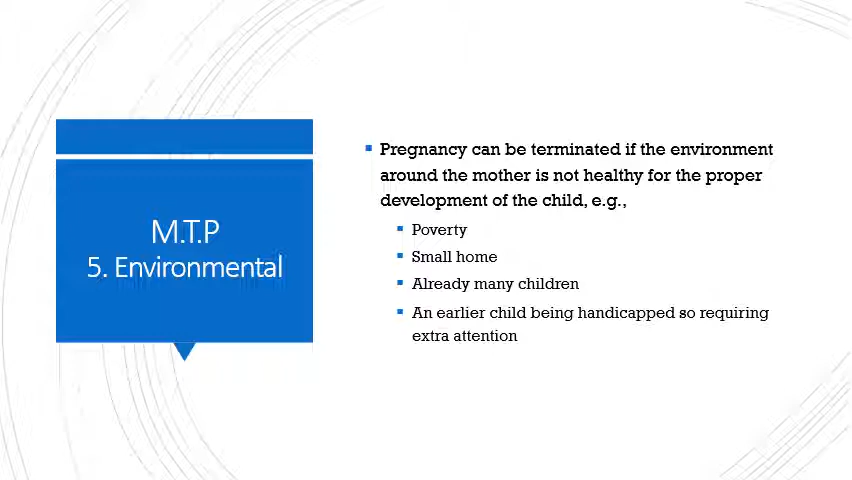 M.T.P
5. Environmental
Pregnancy can be terminated if the environment
around the mother is not healthy for the proper
development of the child, e.g.,
Poverty
Small home
Already many children
An earlier child being handicapped so requiring
extra attention